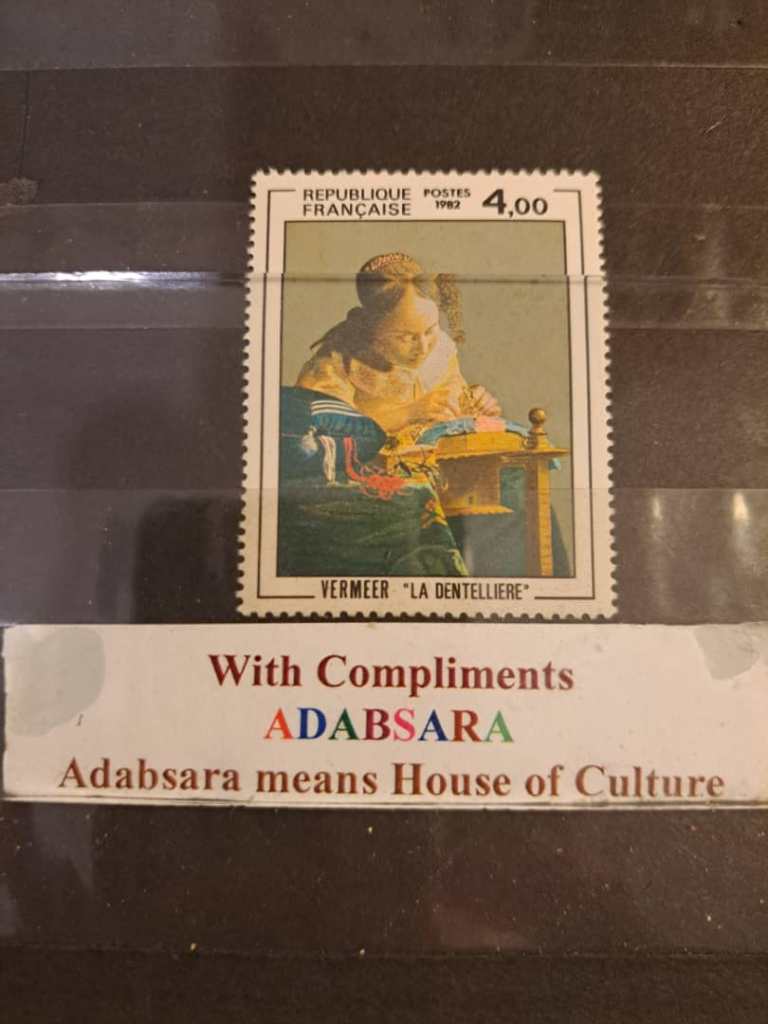 REPUBLIQUE FRANÇAISE
POSTES 1982
4,00
VERMEER "LA DENTELLIERE"
With Compliments
ADABSARA
Adabsara means House of Culture